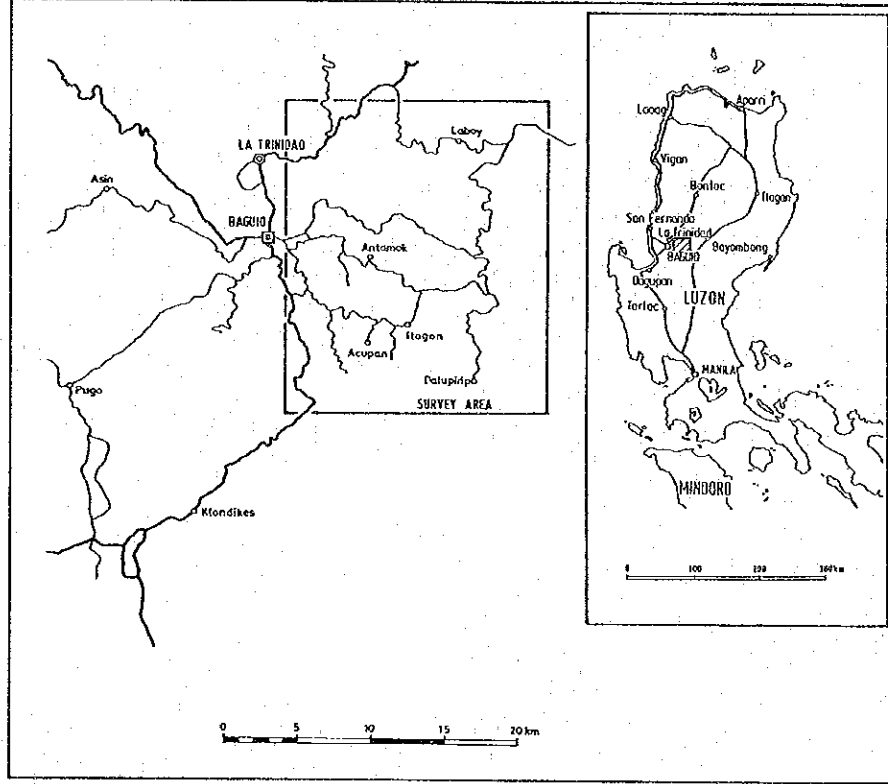 LA TRINIDAD
Laboy
Asin
BAGUIO
Antamok
Itogon
Acupan
Dalupirip
SURVEY AREA
Pugo
Klondikes
0 5 10 15 20 km
Laoag
Aparri
Vigan
Bontoc
Ilagan
San Fernando
La Trinidad
BAGUIO
Bayombong
Dagupan
LUZON
Tarlac
MANILA
MINDORO
0 100 200 300 km